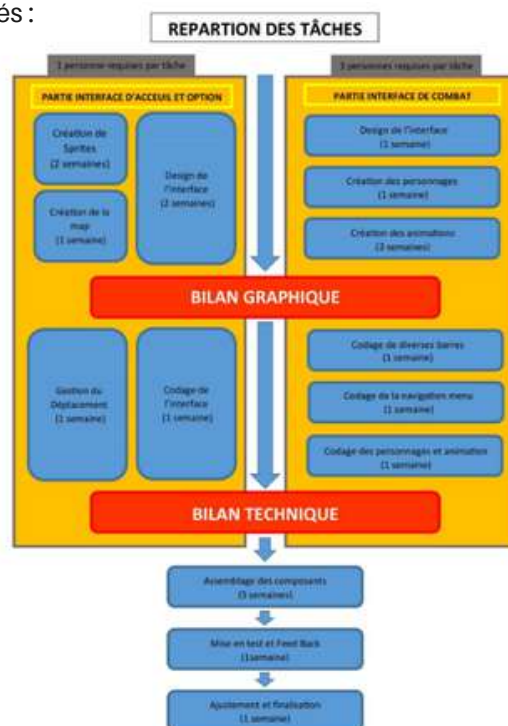 és :
REPARTION DES TÂCHES
1 personne requises par tâche
PARTIE INTERFACE D'ACCEUIL ET OPTION
Création de
Sprites
(2 semaines)
Création de la
map
(1 semaine)
Design de
l'interface
(2 semaines)
3 personnes requises par tâche
PARTIE INTERFACE DE COMBAT
Design de l'interface
(1 semaine)
Création des personnages
(1 semaine)
Création des animations
(2 semaines)
BILAN GRAPHIQUE
Gestion du
Déplacement
(1 semaine)
Codage de
l'interface
(1 semaine)
Codage de diverses barres
(1 semaine)
Codage de la navigation menu
(1 semaine)
Codage des personnages et animation
(1 semaine)
BILAN TECHNIQUE
Assemblage des composants
semaines)
Mise en test et Feed Back
(1semaine)
Ajustement et finalisation
(1 semaine)